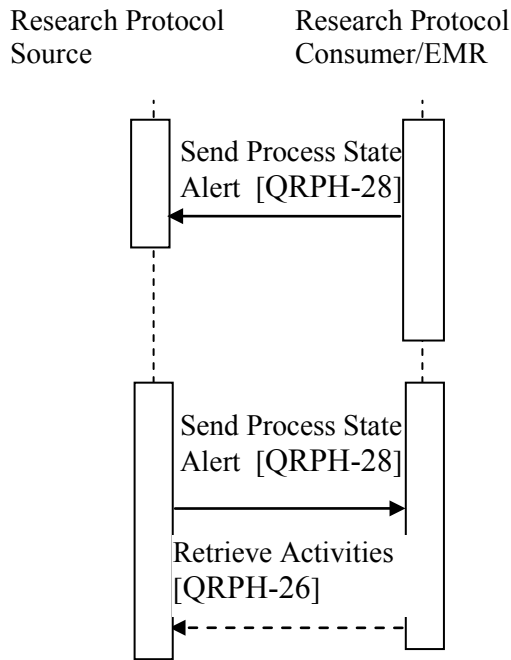 Research Protocol
Source
Research Protocol
Consumer/EMR
Send Process State
Alert [QRPH-28]
Send Process State
Alert [QRPH-28]
Retrieve Activities
[QRPH-26]